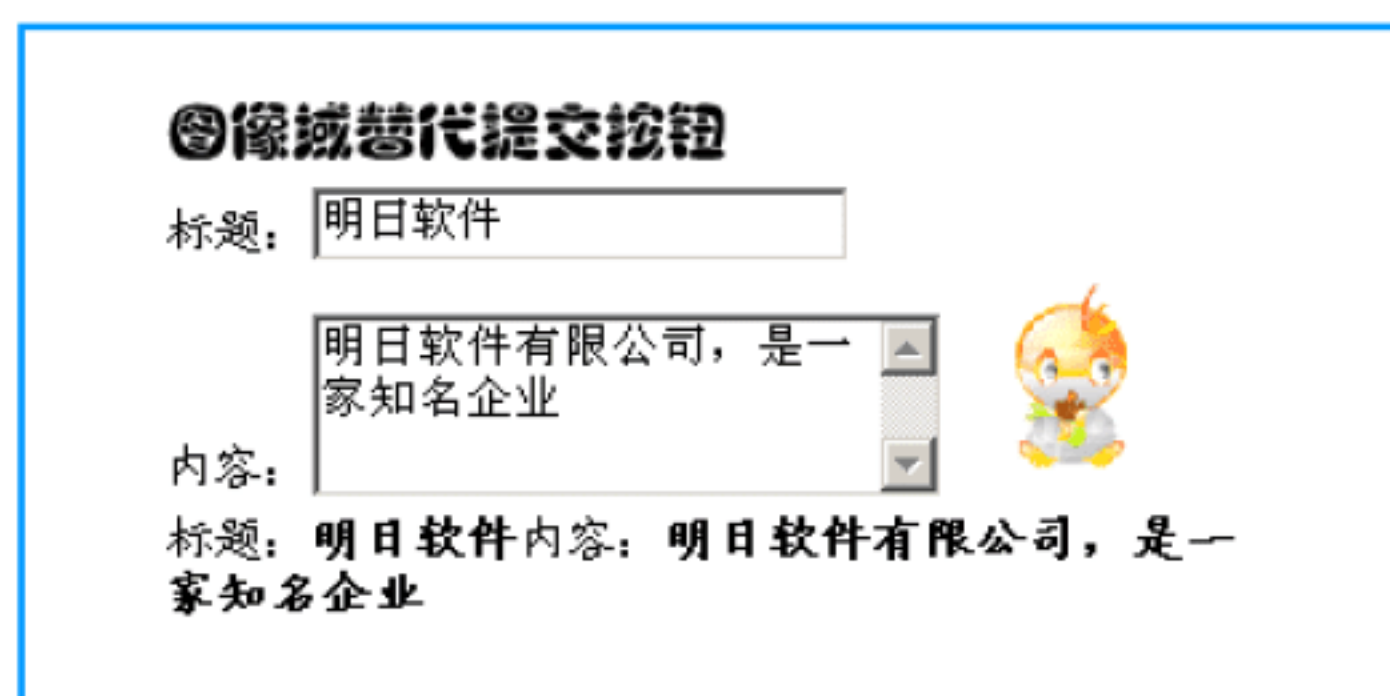 图像域替代提交按钮
标题：明日软件
明日软件有限公司，是一
家知名企业
内容：
标题：明日软件内容：明日软件有限公司，是一
家知名企业